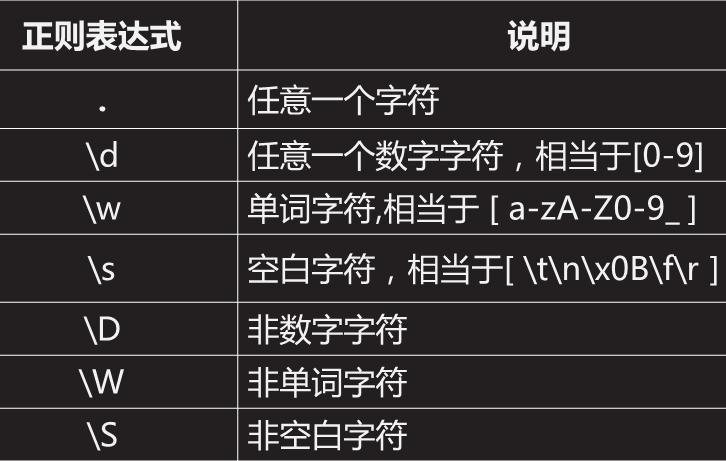 正则表达式 说明
. 任意一个字符
\d 任意一个数字字符，相当于[0-9]
\w 单词字符,相当于 [ a-zA-Z0-9_ ]
\s 空白字符，相当于[ \t\n\x0B\f\r ]
\D 非数字字符
\W 非单词字符
\S 非空白字符